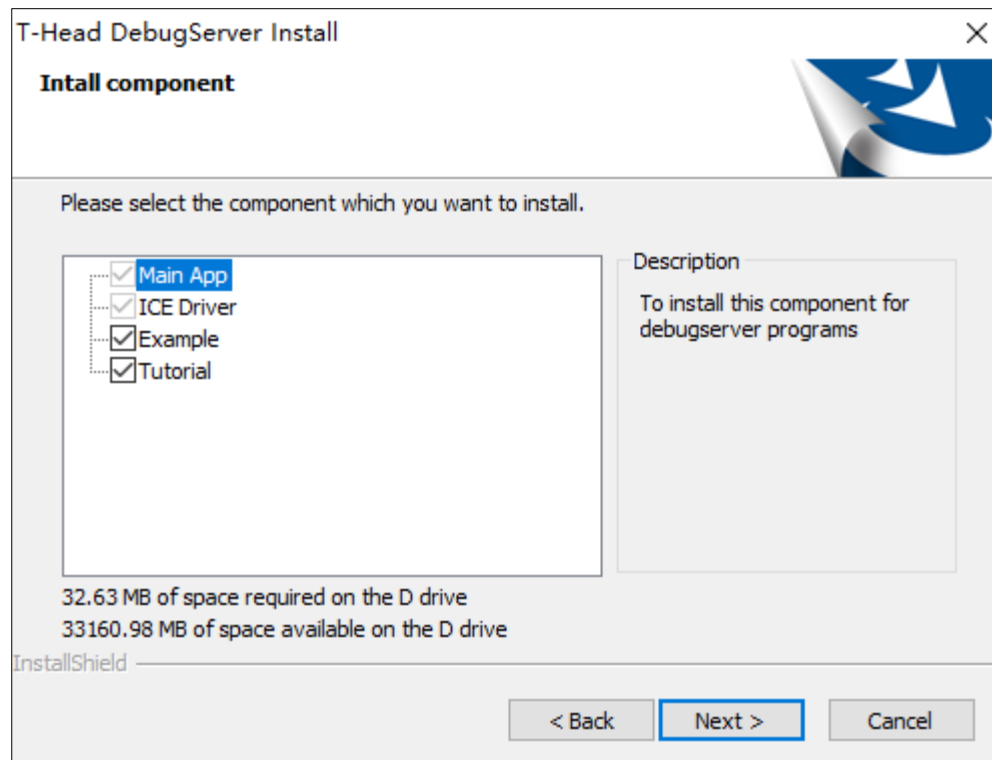 T-Head DebugServer Install
Intall component
Please select the component which you want to install.
Main App
ICE Driver
Example
Tutorial
Description
To install this component for
debugserver programs
32.63 MB of space required on the D drive
33160.98 MB of space available on the D drive
InstallShield
< Back
Next >
Cancel